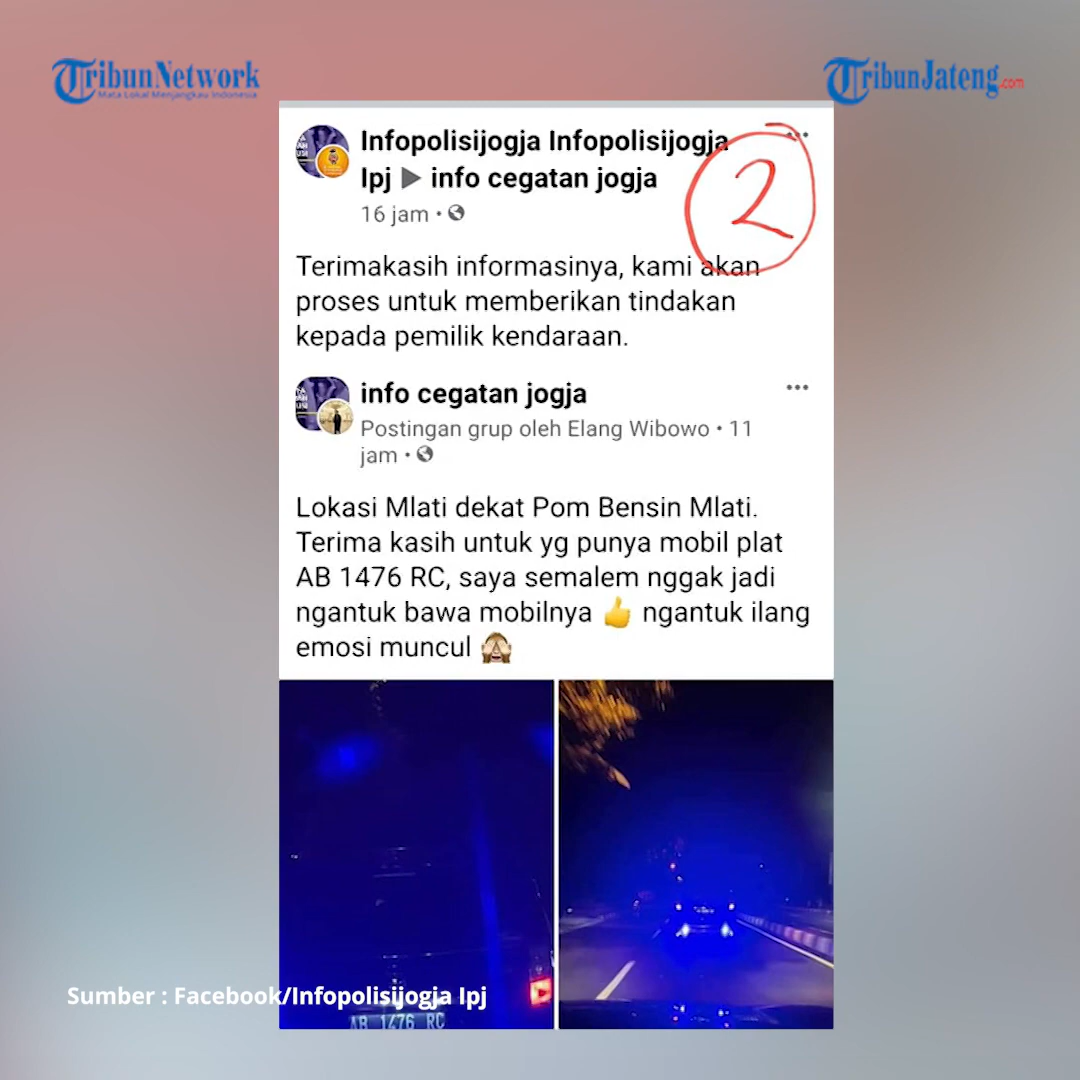 TribunNetwork
Mata Lokal Menjangkau Indonesia
TribunJateng.com
Infopolisijogja Infopolisijogja
Ipj ▶ info cegatan jogja
16 jam •
2
Terimakasih informasinya, kami akan
proses untuk memberikan tindakan
kepada pemilik kendaraan.
info cegatan jogja
Postingan grup oleh Elang Wibowo • 11
jam •
Lokasi Mlati dekat Pom Bensin Mlati.
Terima kasih untuk yg punya mobil plat
AB 1476 RC, saya semalem nggak jadi
ngantuk bawa mobilnya 👍 ngantuk ilang
emosi muncul 🙈
Sumber : Facebook/Infopolisijogja Ipj
AB 1476 RC